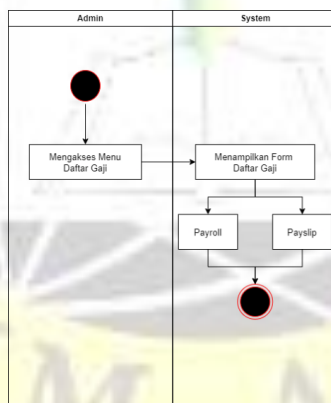 Admin
System
Mengakses Menu
Daftar Gaji
Menampilkan Form
Daftar Gaji
Payroll
Payslip